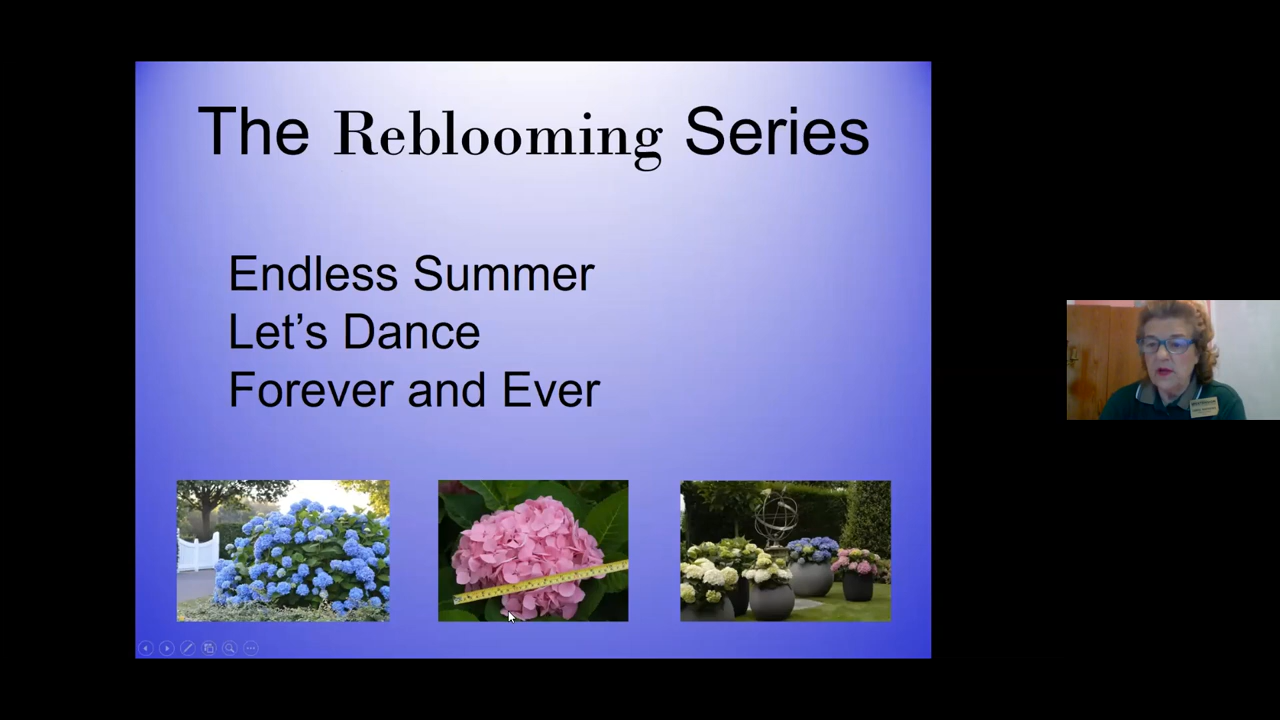 The Reblooming Series
Endless Summer
Let's Dance
Forever and Ever